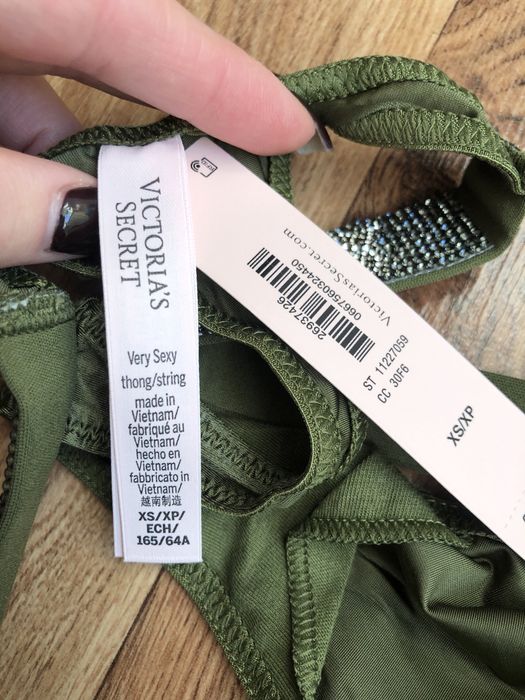 VICTORIA'S
SECRET
Very Sexy
thong/string
made in
Vietnam/
fabriqué au
Vietnam/
hecho en
Vietnam/
fabbricato in
Vietnam/
越南制造
XS/XP/
ECH/
165/64A
VictoriasSecret.com
0667560324450
26937426
ST 11227059
CC 30F6
XS/XP